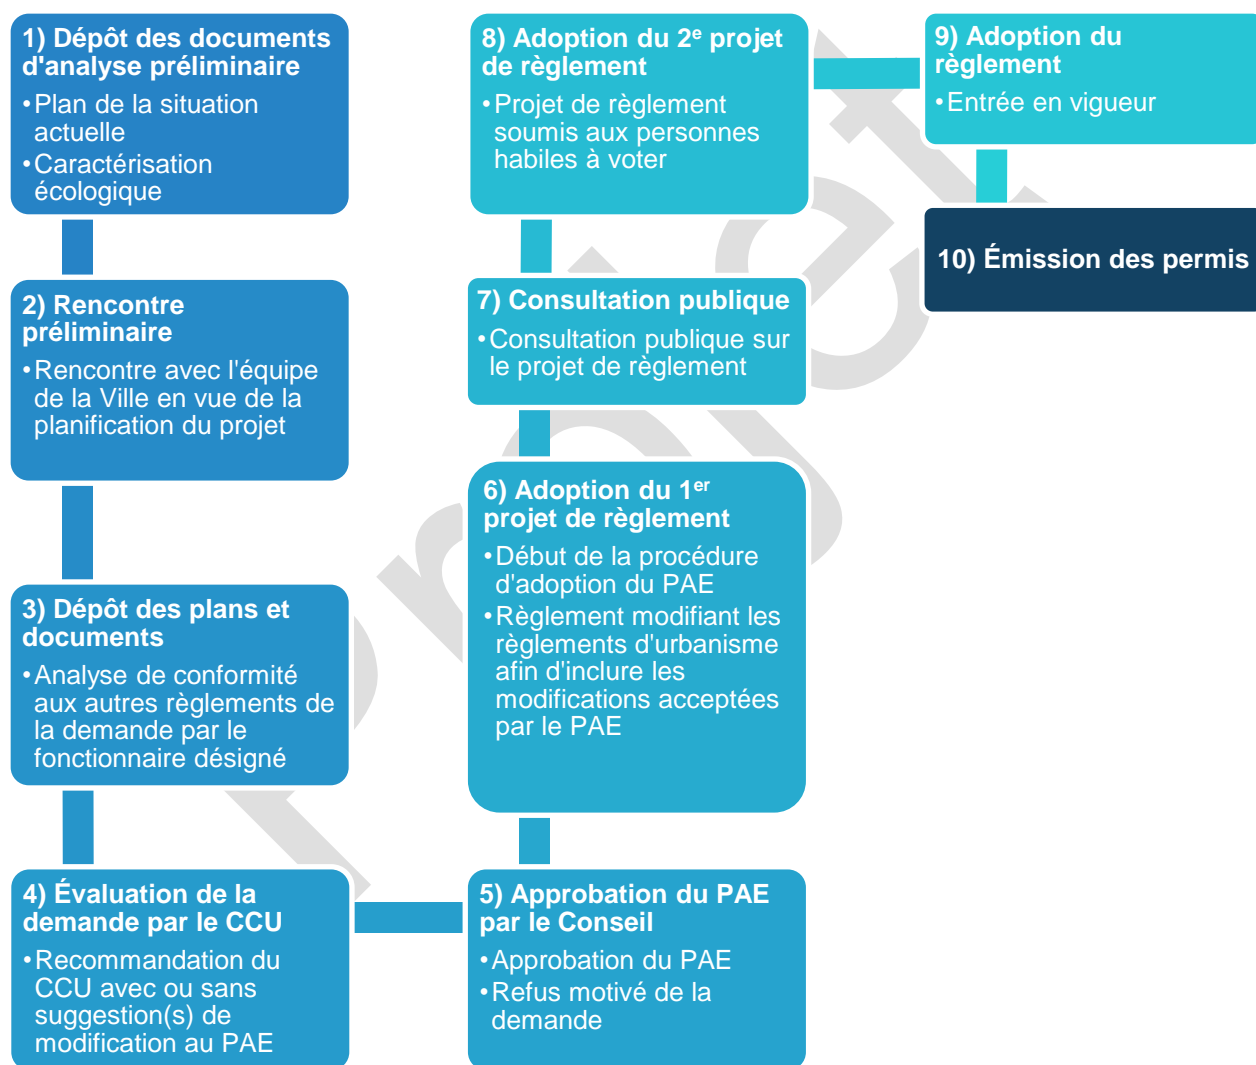 1) Dépôt des documents
d'analyse préliminaire
•Plan de la situation
actuelle
•Caractérisation
écologique
2) Rencontre
préliminaire
•Rencontre avec l'équipe
de la Ville en vue de la
planification du projet
3) Dépôt des plans et
documents
•Analyse de conformité
aux autres règlements de
la demande par le
fonctionnaire désigné
4) Évaluation de la
demande par le CCU
•Recommandation du
CCU avec ou sans
suggestion(s) de
modification au PAE
5) Approbation du PAE
par le Conseil
•Approbation du PAE
•Refus motivé de la
demande
6) Adoption du 1er
projet de règlement
•Début de la procédure
d'adoption du PAE
•Règlement modifiant les
règlements d'urbanisme
afin d'inclure les
modifications acceptées
par le PAE
7) Consultation publique
•Consultation publique sur
le projet de règlement
8) Adoption du 2e projet
de règlement
•Projet de règlement
soumis aux personnes
habiles à voter
9) Adoption du
règlement
•Entrée en vigueur
10) Émission des permis
Projet